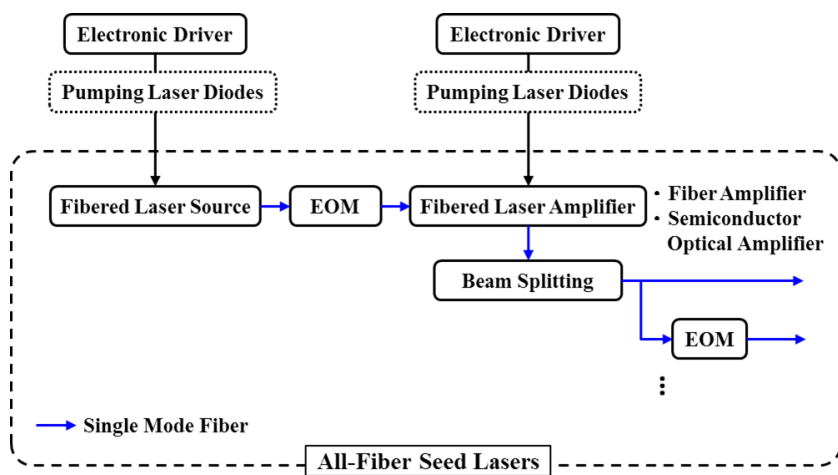 Electronic Driver
Electronic Driver
Pumping Laser Diodes
Pumping Laser Diodes
Fibered Laser Source
EOM
Fibered Laser Amplifier
· Fiber Amplifier
· Semiconductor
Optical Amplifier
Beam Splitting
EOM
Single Mode Fiber
All-Fiber Seed Lasers